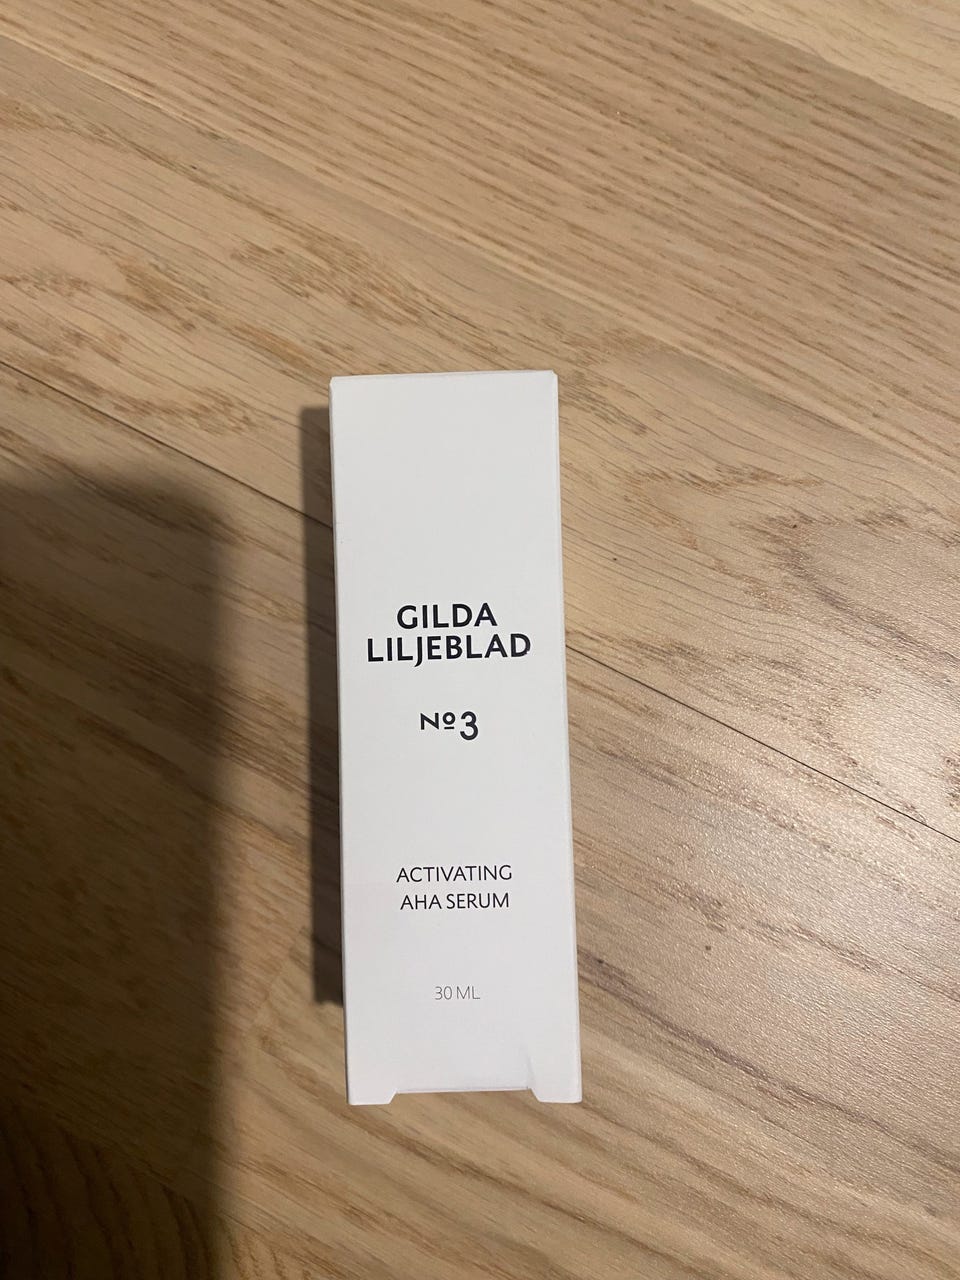 GILDA
LILJEBLAD
Nº3
ACTIVATING
AHA SERUM
30 ML